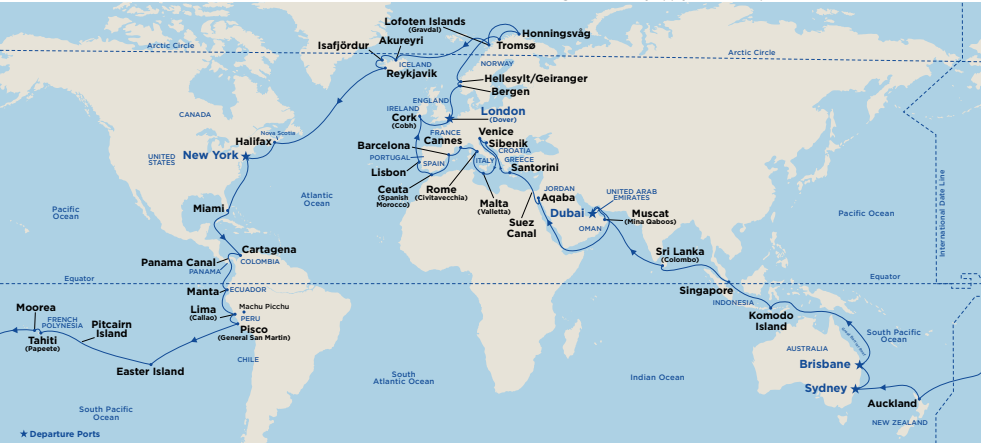 Lofoten Islands
(Gravdal)
Honningsvåg
Tromsø
Arctic Circle
Isafjördur
Akureyri
Arctic Circle
ICELAND
NORWAY
Reykjavik
Hellesylt/Geiranger
Bergen
ENGLAND
IRELAND
London
(Dover)
CANADA
Cork
(Cobh)
Nova Scotia
Halifax
FRANCE
Venice
Cannes
Sibenik
Barcelona
CROATIA
UNITED
STATES
New York
PORTUGAL
SPAIN
ITALY
GREECE
Lisbon
Santorini
International Date Line
Ceuta
(Spanish
Morocco)
Rome
(Civitavecchia)
JORDAN
Aqaba
UNITED ARAB
EMIRATES
Atlantic
Ocean
Malta
(Valletta)
Pacific
Ocean
Miami
Dubai
Muscat
(Mina Qaboos)
Pacific Ocean
Suez
Canal
OMAN
Cartagena
Sri Lanka
(Colombo)
Panama Canal
COLOMBIA
PANAMA
Equator
Equator
Manta
ECUADOR
Singapore
INDONESIA
Machu Picchu
Moorea
Lima
(Callao)
PERU
Komodo
Island
FRENCH
POLYNESIA
Pitcairn
Island
Pisco
(General San Martin)
South Pacific
Ocean
Great Barrier Reef
Tahiti
(Papeete)
AUSTRALIA
CHILE
Brisbane
Easter Island
South
Atlantic Ocean
Indian Ocean
Sydney
Auckland
South Pacific
Ocean
NEW ZEALAND
Departure Ports